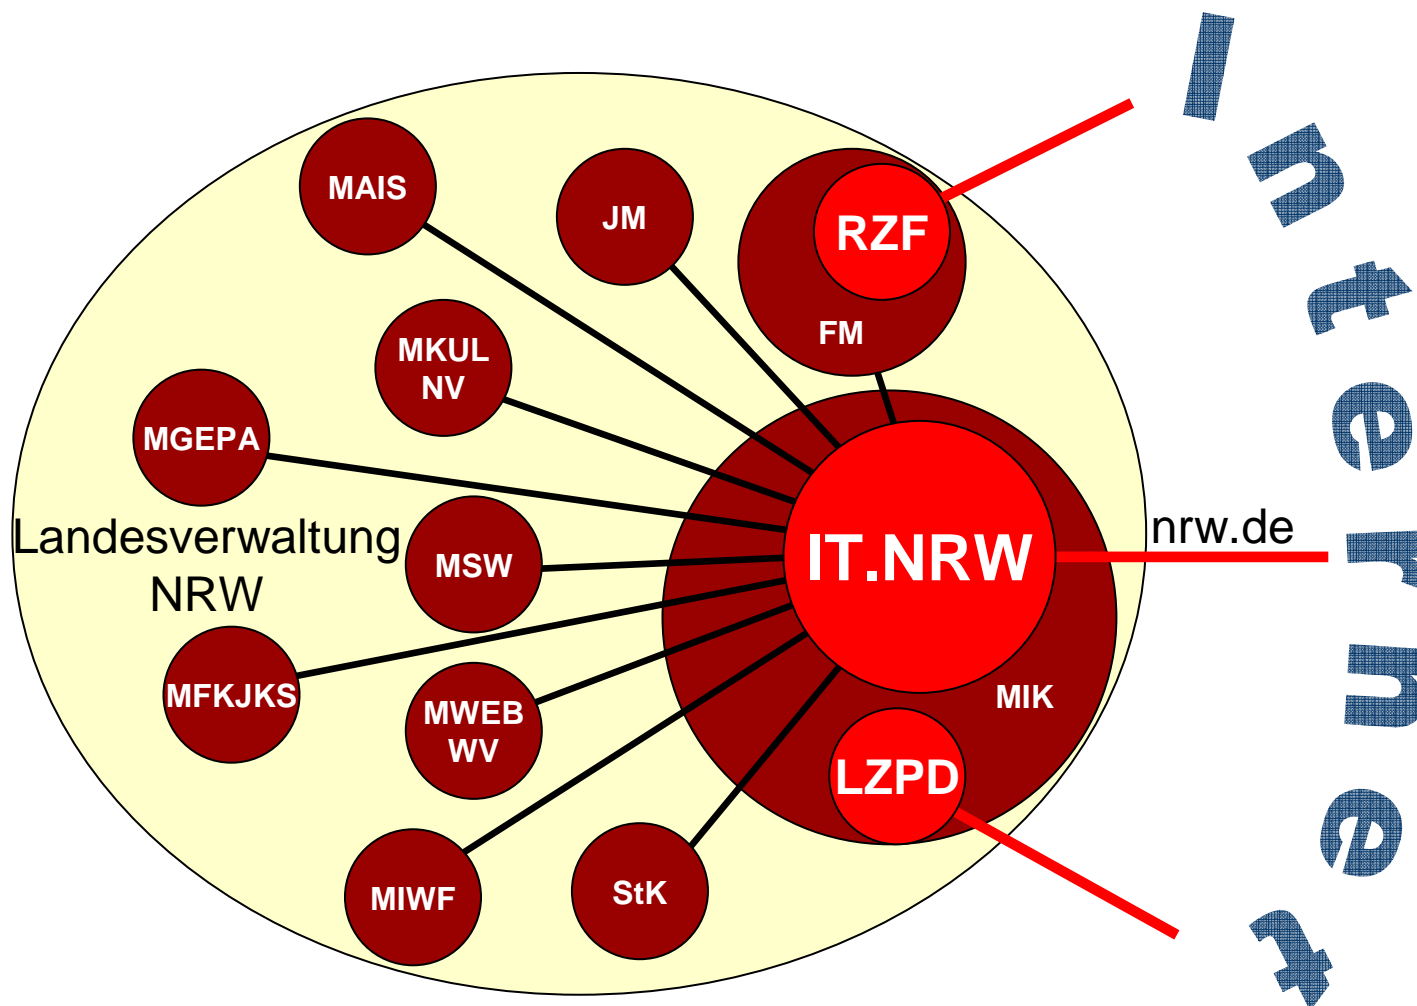 Internet
MAIS
JM
RZF
FM
MKUL
NV
MGEPA
Landesverwaltung
NRW
MSW
IT.NRW
nrw.de
MFKJKS
MWEB
WV
MIK
LZPD
MIWF
StK